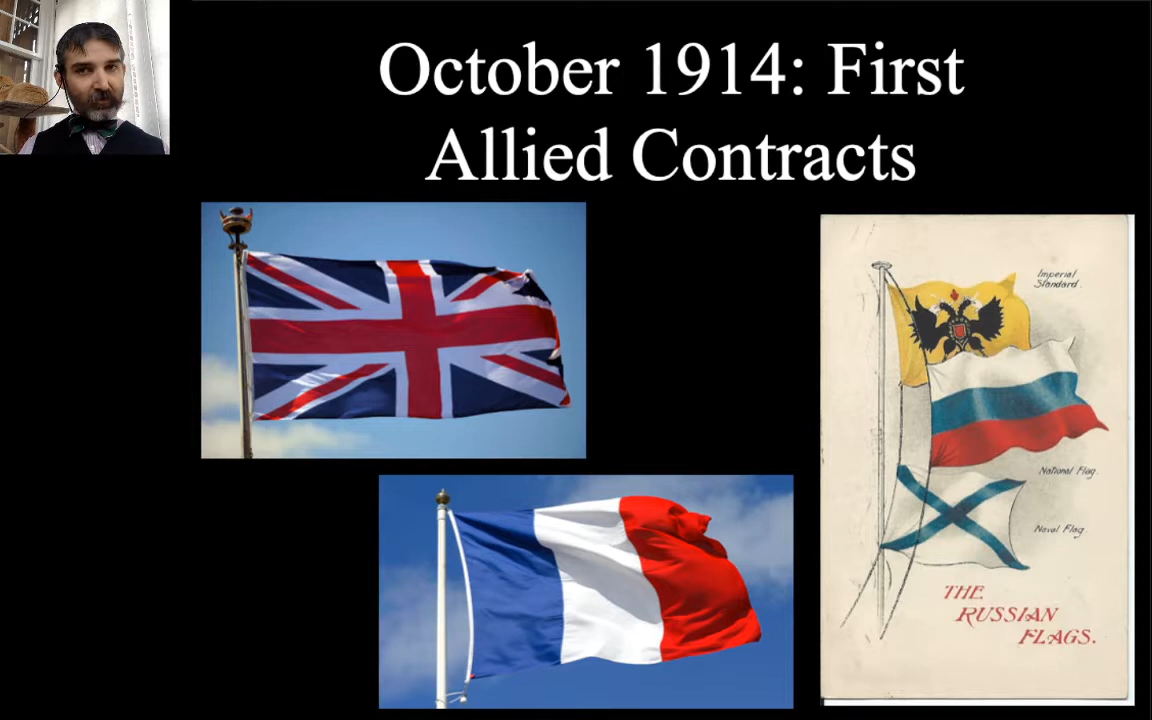 October 1914: First
Allied Contracts
Imperial
Standard.
National Flag.
Naval Flag
THE
RUSSIAN
FLAGS.